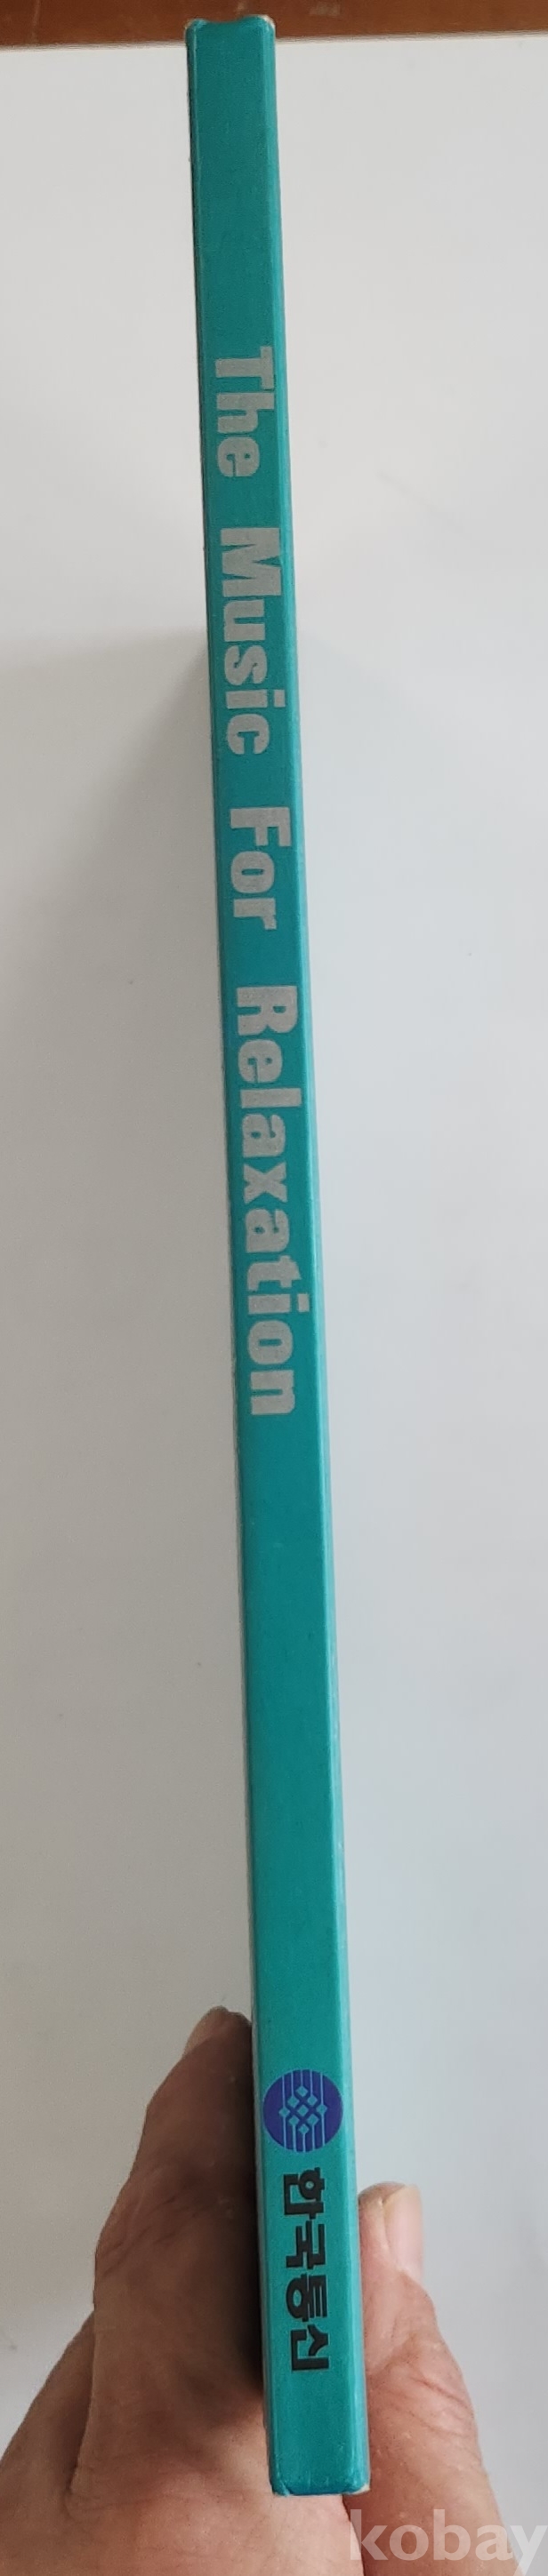 The Music For Relaxation
한국통신
kobay